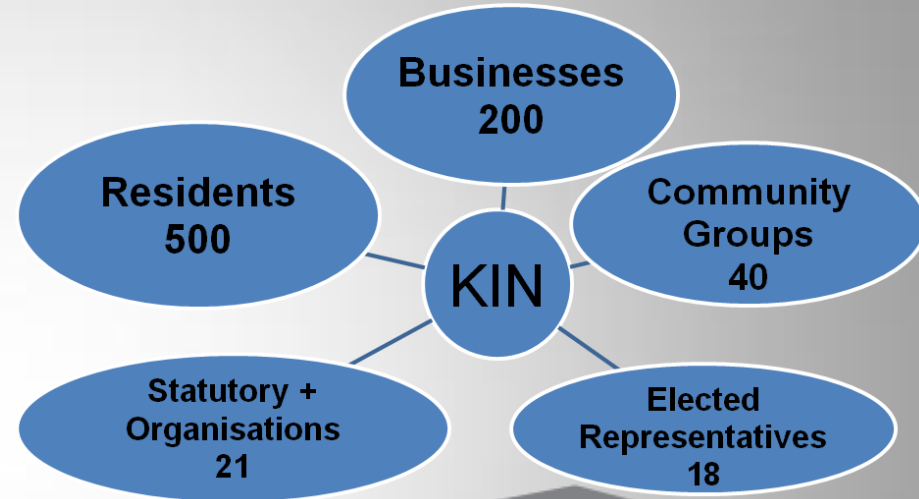 Businesses
200
Residents
500
Community
Groups
40
KIN
Statutory +
Organisations
21
Elected
Representatives
18